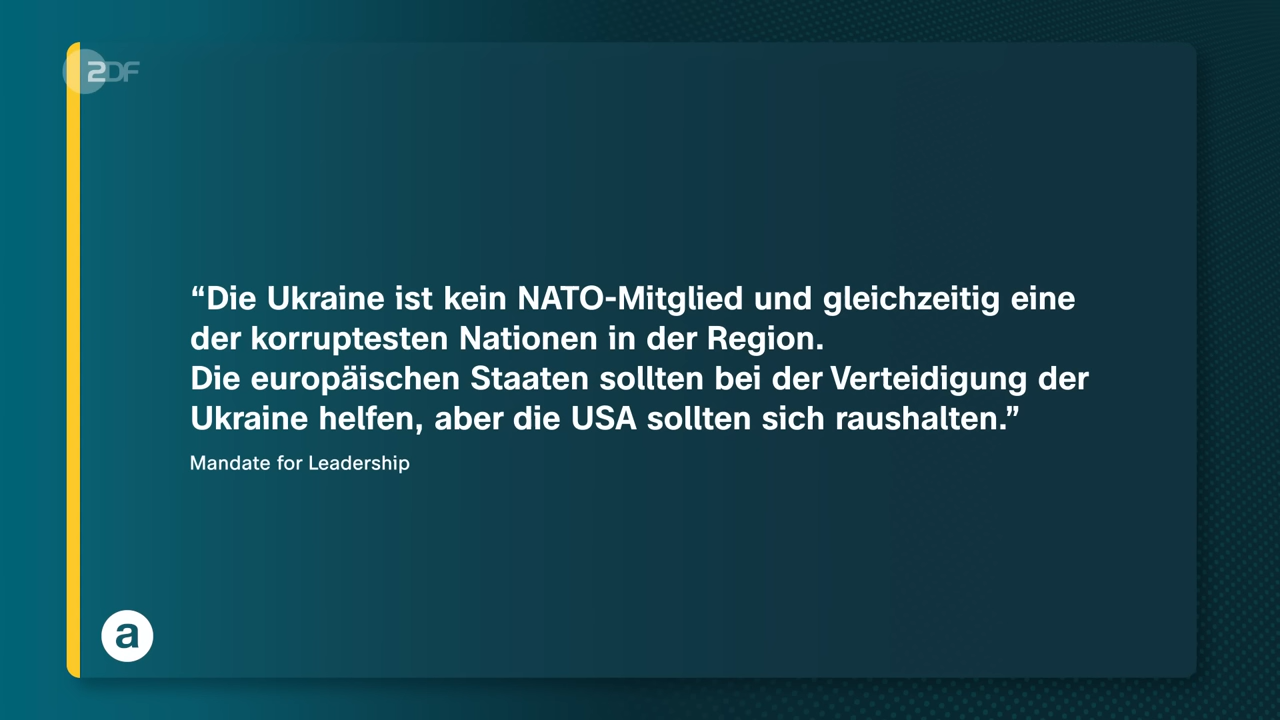 ZDF
“Die Ukraine ist kein NATO-Mitglied und gleichzeitig eine
der korruptesten Nationen in der Region.
Die europäischen Staaten sollten bei der Verteidigung der
Ukraine helfen, aber die USA sollten sich raushalten.”
Mandate for Leadership
a